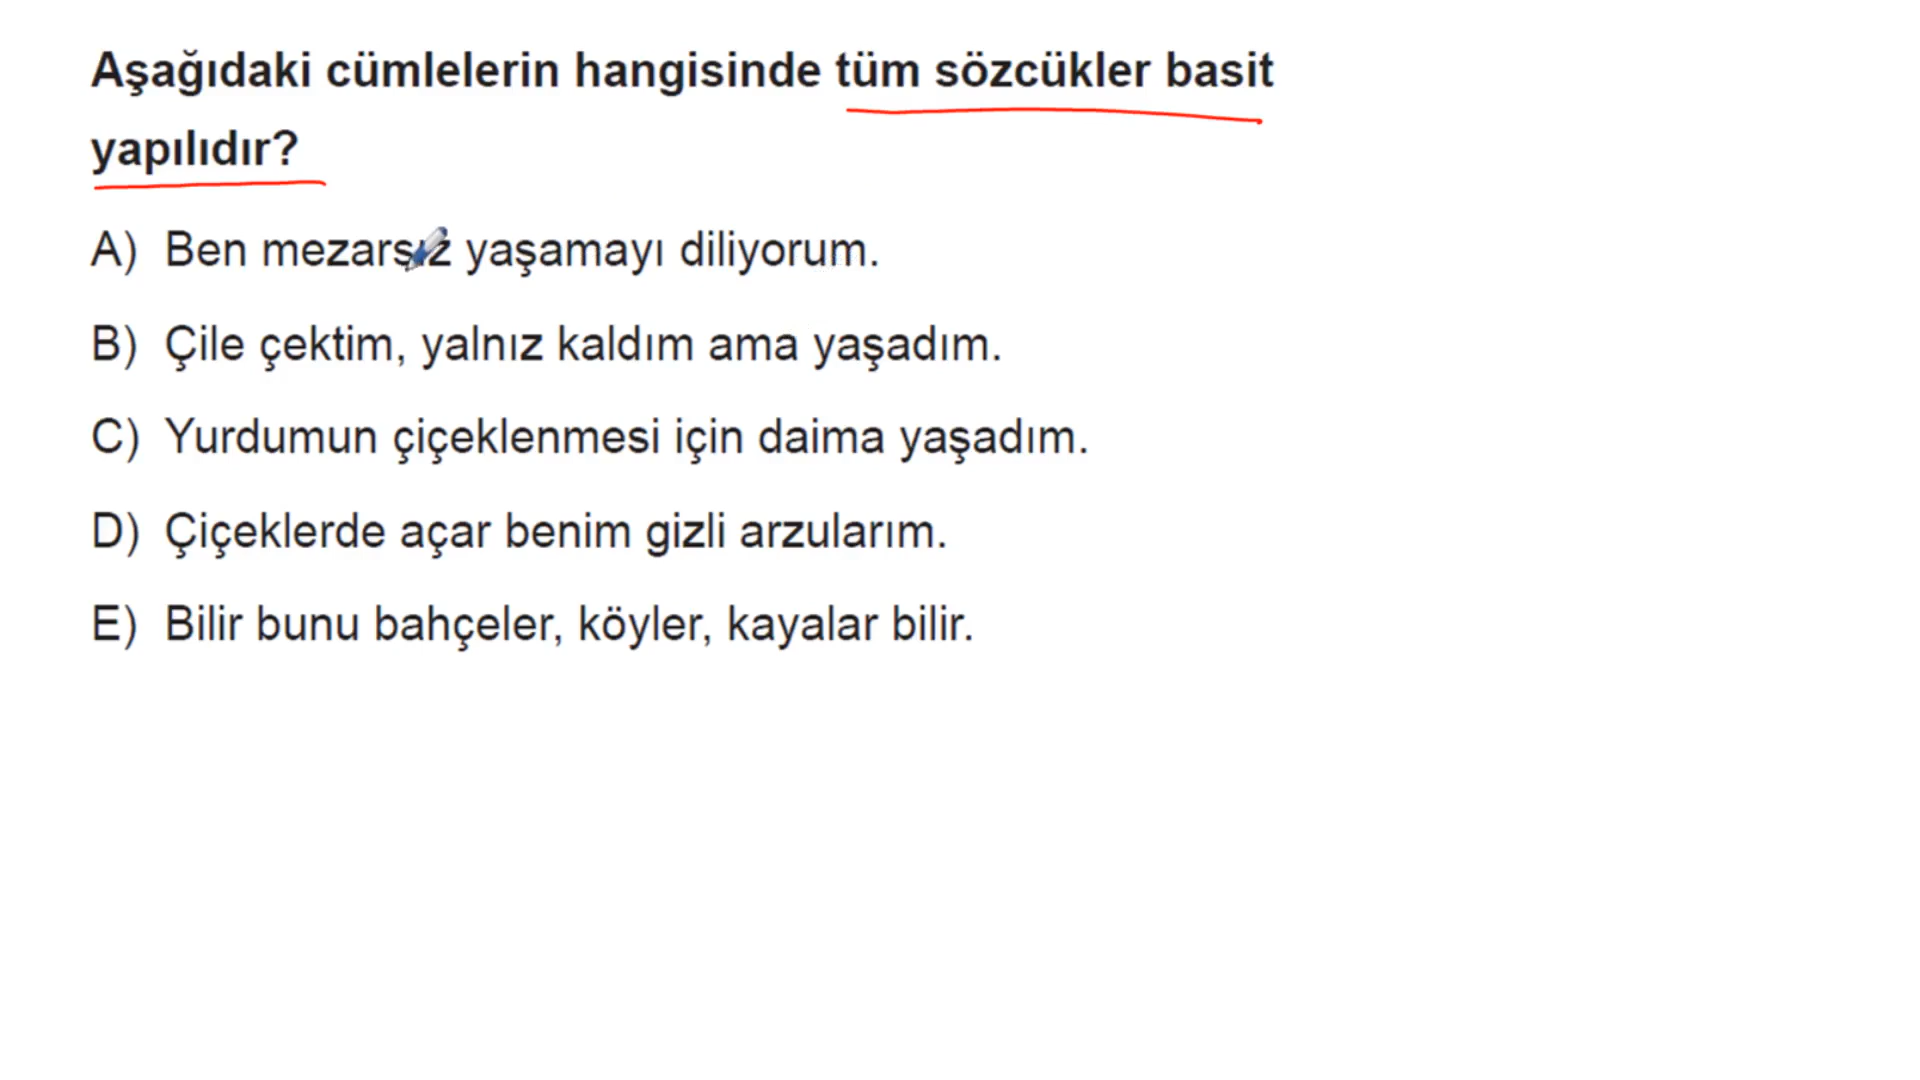 Aşağıdaki cümlelerin hangisinde tüm sözcükler basit
yapılıdır?
A) Ben mezarsız yaşamayı diliyorum.
B) Çile çektim, yalnız kaldım ama yaşadım.
C) Yurdumun çiçeklenmesi için daima yaşadım.
D) Çiçeklerde açar benim gizli arzularım.
E) Bilir bunu bahçeler, köyler, kayalar bilir.